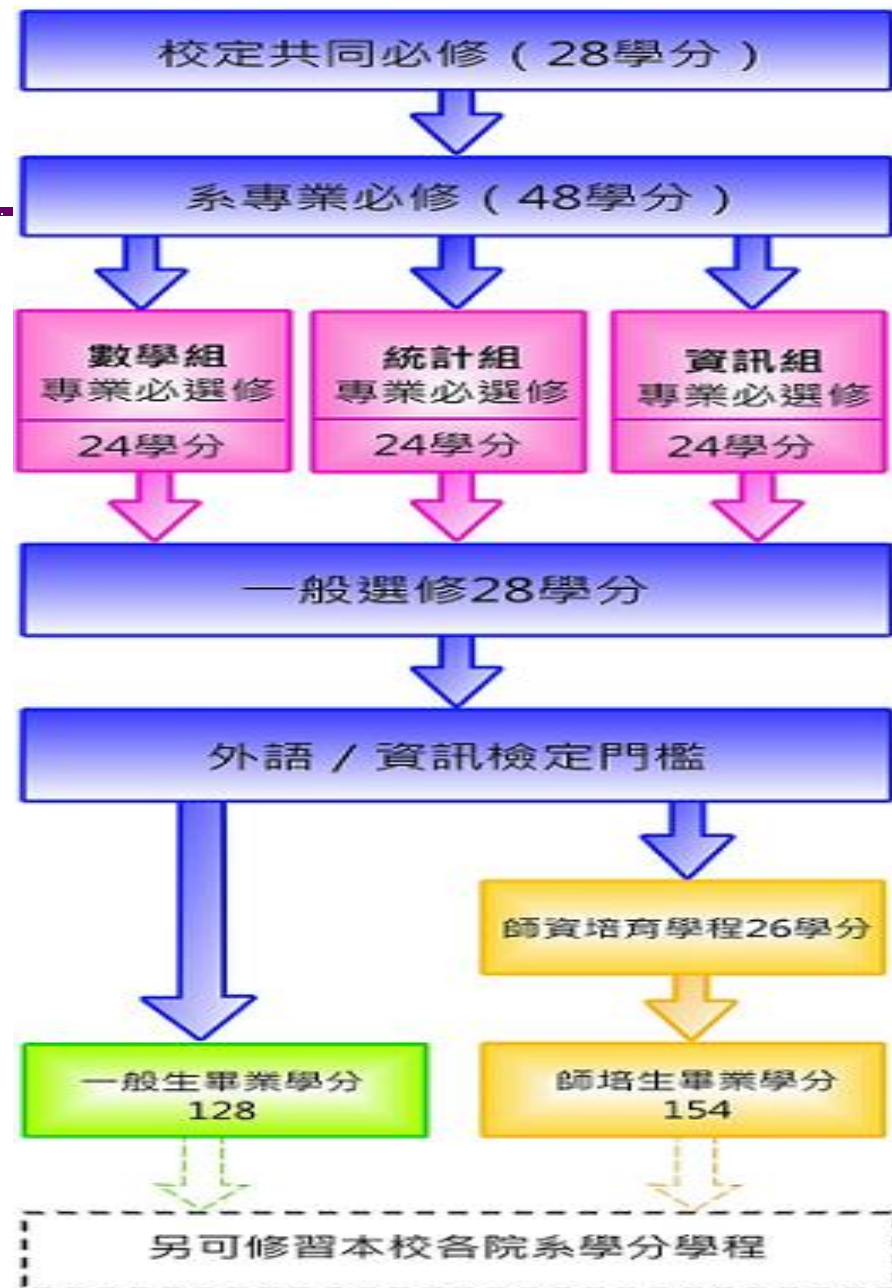 校定共同必修（28學分）
系專業必修（48學分）
數學組
專業必選修
24學分
統計組
專業必選修
24學分
資訊組
專業必選修
24學分
一般選修28學分
外語 / 資訊檢定門檻
師資培育學程26學分
一般生畢業學分
128
師培生畢業學分
154
另可修習本校各院系學分學程